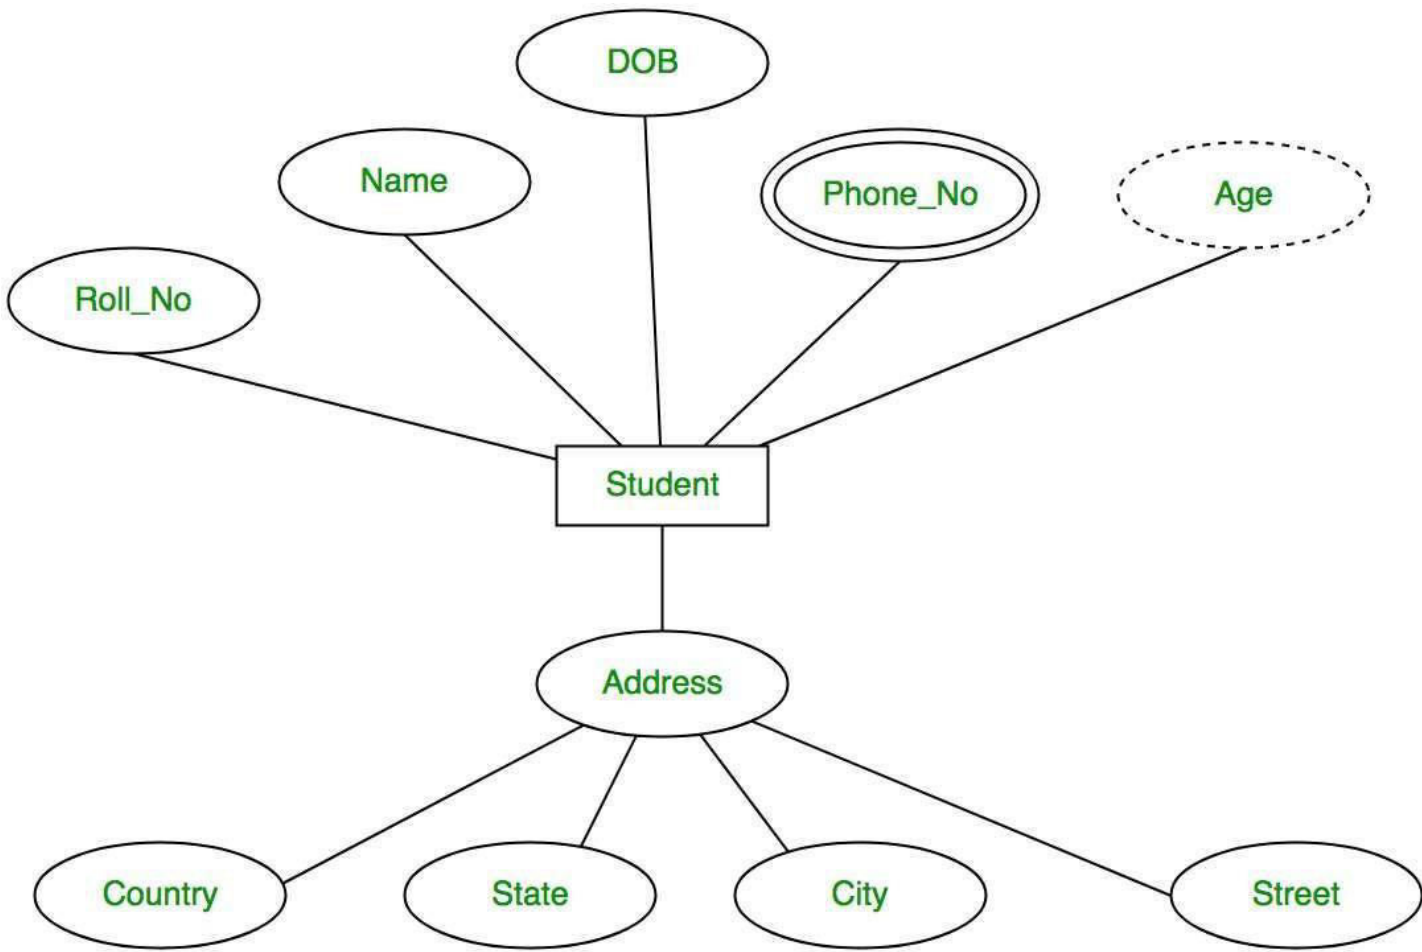 DOB
Name
Phone_No
Age
Roll_No
Student
Address
Country
State
City
Street